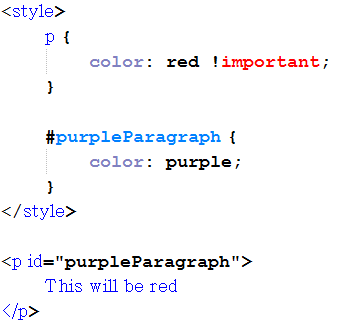 <style>
p {
color: red !important;
}
#purpleParagraph {
color: purple;
}
</style>
<p id="purpleParagraph">
This will be red
</p>